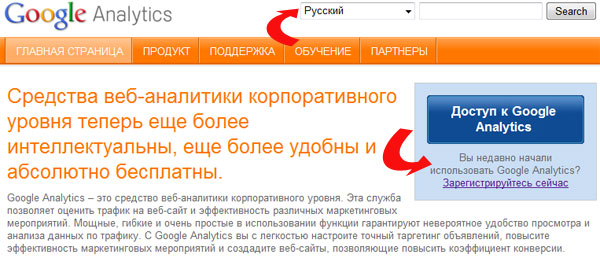 Google Analytics
Русский
Search
ГЛАВНАЯ СТРАНИЦА ПРОДУКТ ПОДДЕРЖКА ОБУЧЕНИЕ ПАРТНЕРЫ
Средства веб-аналитики корпоративного
уровня теперь еще более
интеллектуальны, еще более удобны и
абсолютно бесплатны.
Google Analytics – это средство веб-аналитики корпоративного уровня. Эта служба
позволяет оценить трафик на веб-сайт и эффективность различных маркетинговых
мероприятий. Мощные, гибкие и очень простые в использовании функции гарантируют невероятное удобство просмотра и
анализа данных по трафику. С Google Analytics вы с легкостью настроите точный таргетинг объявлений, повысите
эффективность маркетинговых мероприятий и создадите веб-сайты, позволяющие повысить коэффициент конверсии.
Доступ к Google
Analytics
Вы недавно начали
использовать Google Analytics?
Зарегистрируйтесь сейчас